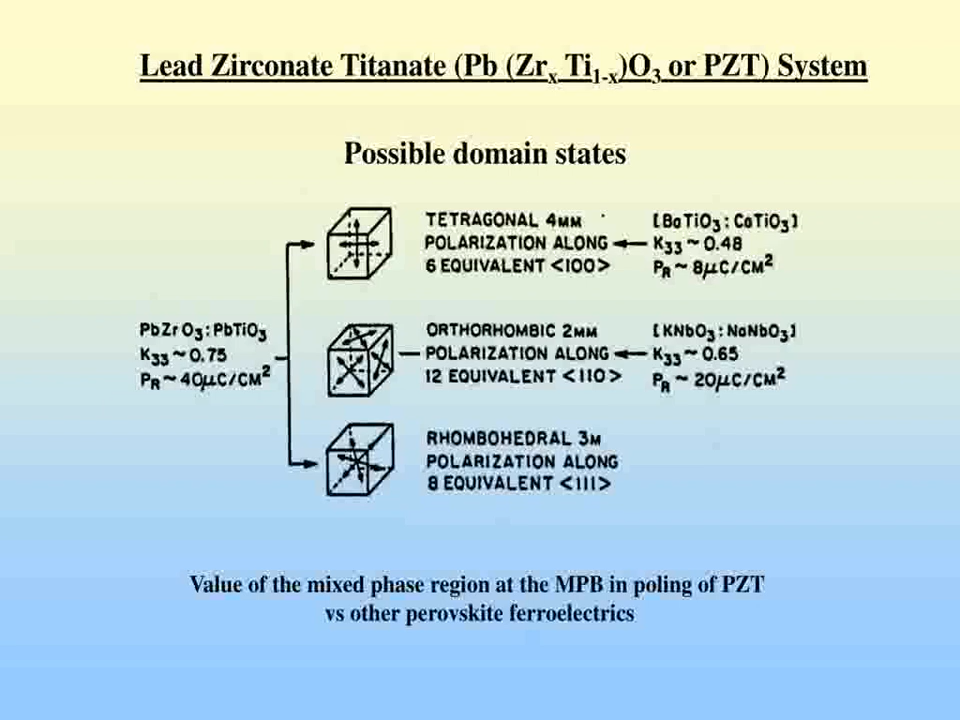 Lead Zirconate Titanate (Pb (Zrx Ti1-x)O3 or PZT) System
Possible domain states
TETRAGONAL 4MM
POLARIZATION ALONG
6 EQUIVALENT <100>
[BaTiO3 : CaTiO3]
K33 ~ 0.48
PR ~ 8μC/CM2
PbZrO3:PbTiO3
K33 ~ 0.75
PR ~ 40μC/CM2
ORTHORHOMBIC 2MM
POLARIZATION ALONG
12 EQUIVALENT <110>
[KNbO3 : NaNbO3]
K33 ~ 0.65
PR ~ 20μC/CM2
RHOMBOHEDRAL 3M
POLARIZATION ALONG
8 EQUIVALENT <111>
Value of the mixed phase region at the MPB in poling of PZT
vs other perovskite ferroelectrics